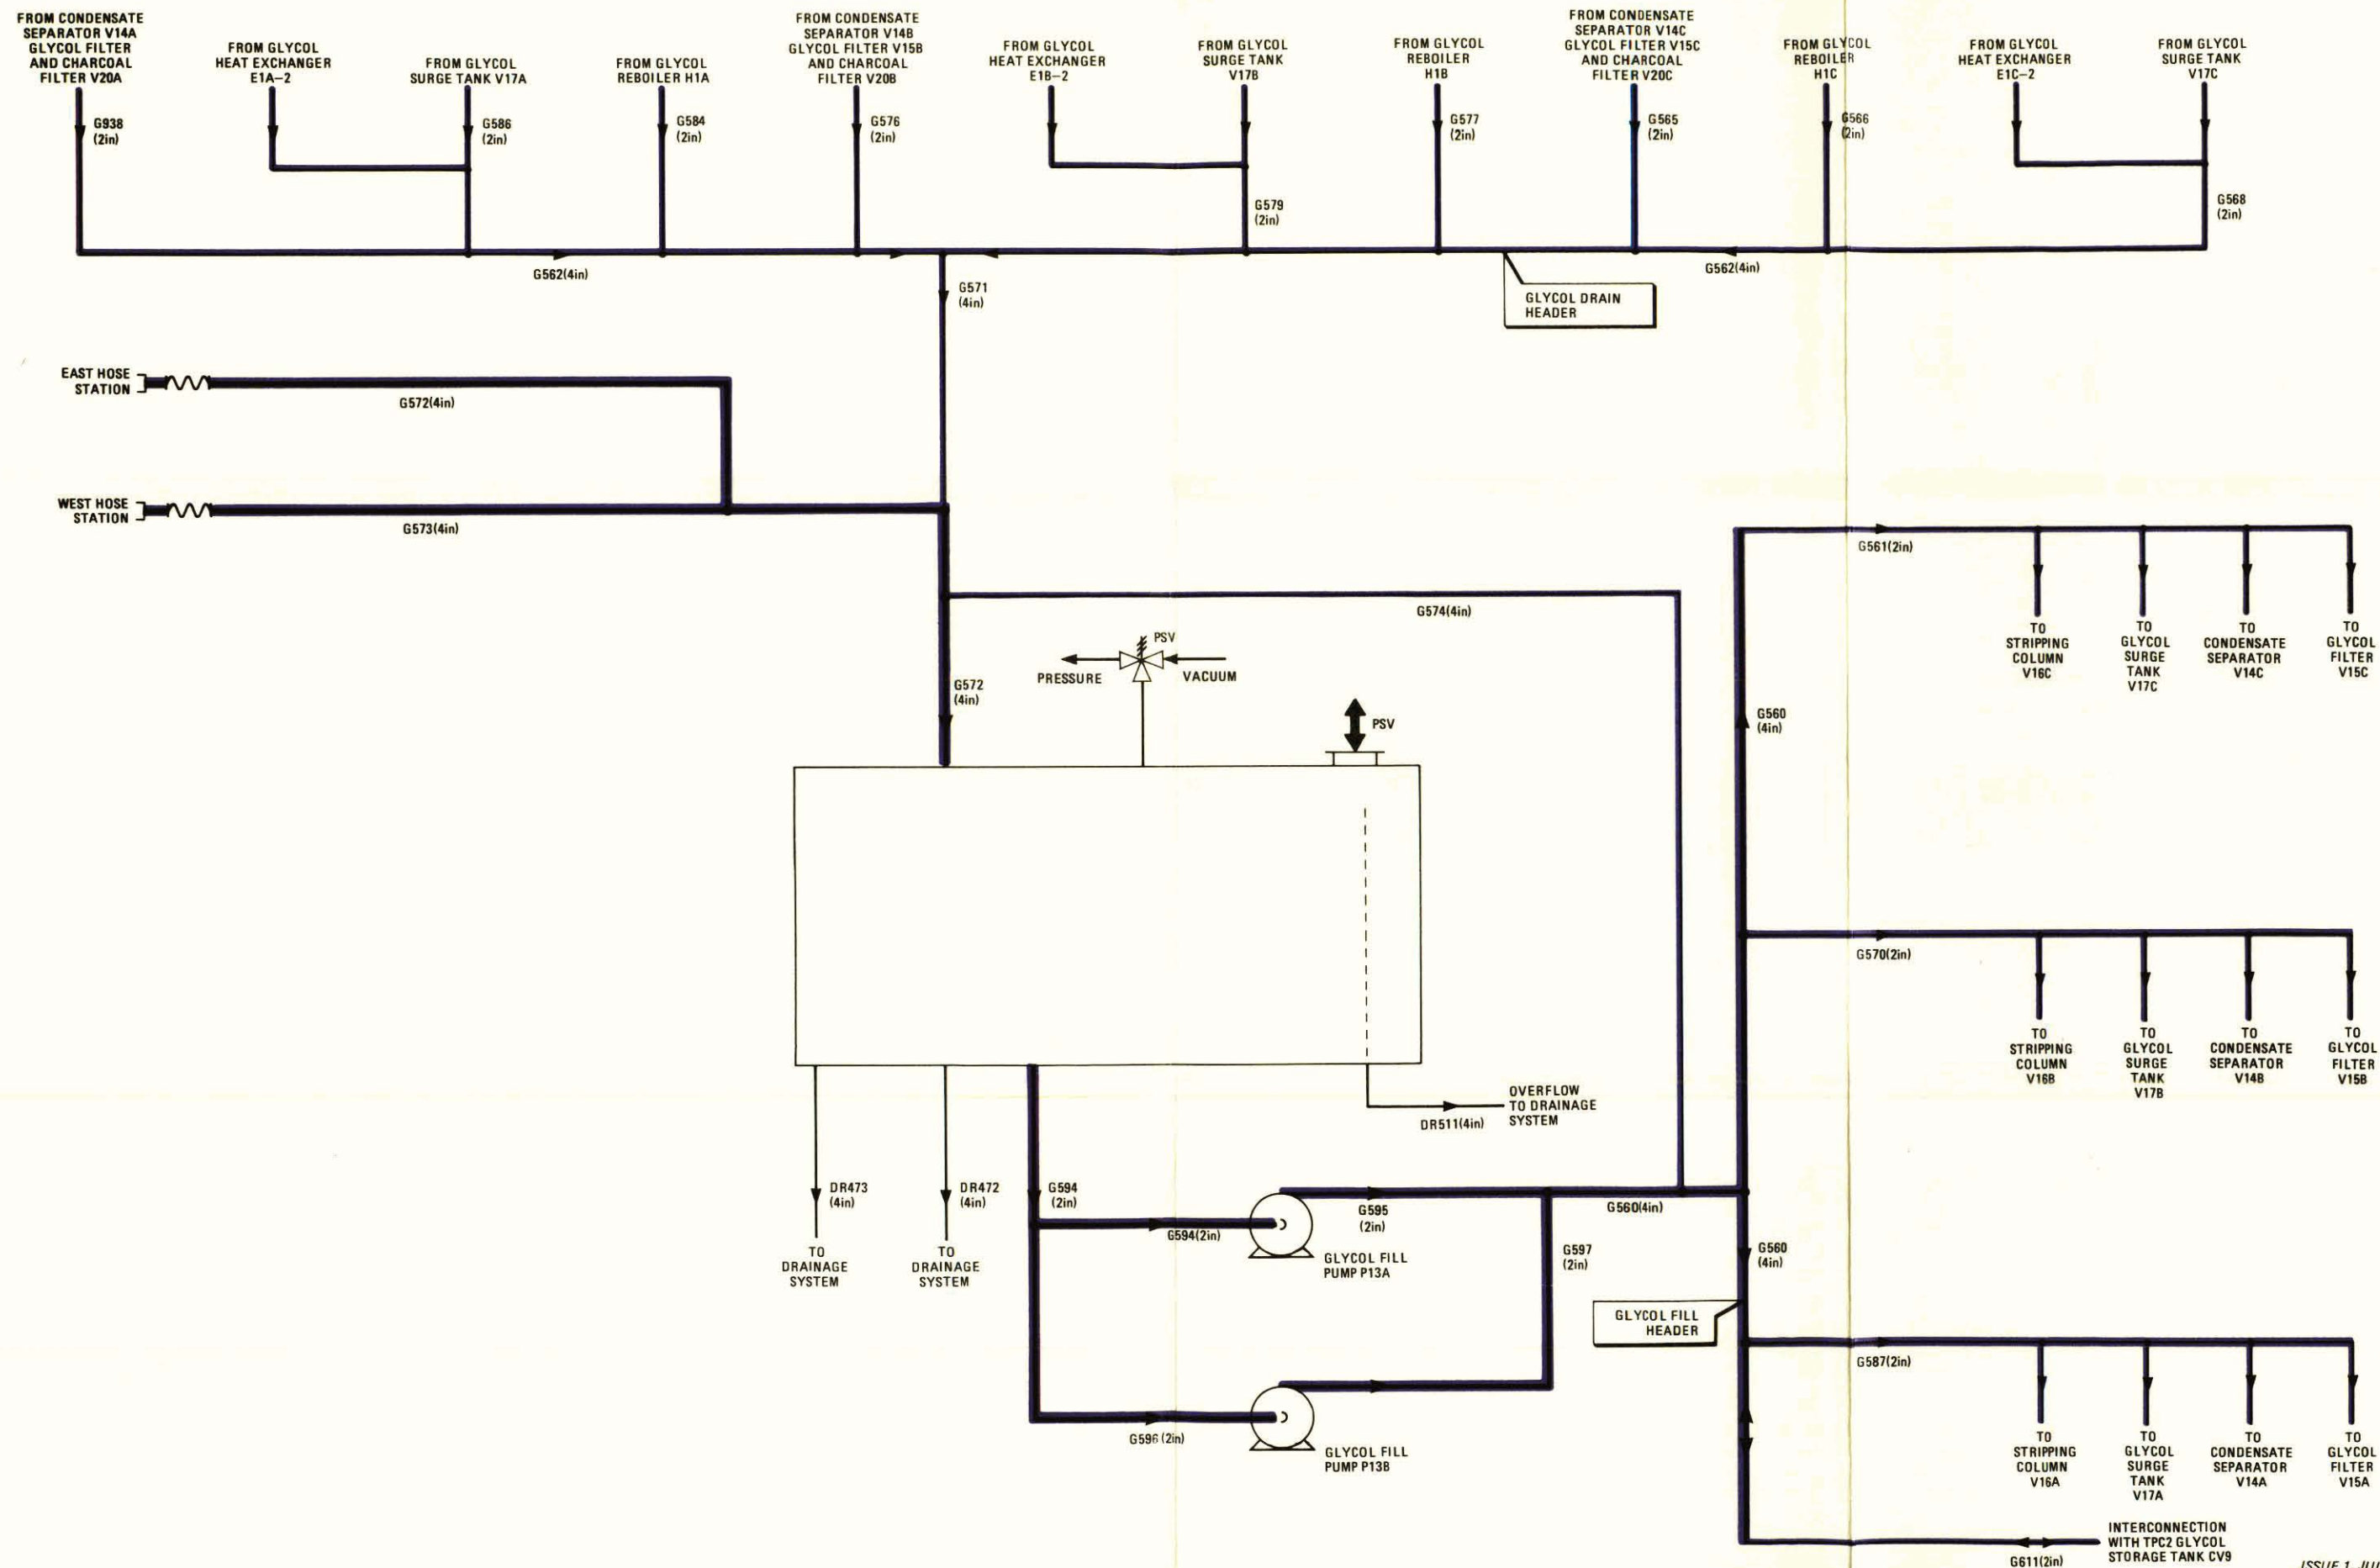 FROM CONDENSATE
SEPARATOR V14A
GLYCOL FILTER
AND CHARCOAL
FILTER V20A
FROM GLYCOL
HEAT EXCHANGER
E1A-2
FROM GLYCOL
SURGE TANK V17A
FROM GLYCOL
REBOILER H1A
FROM CONDENSATE
SEPARATOR V14B
GLYCOL FILTER V15B
AND CHARCOAL
FILTER V20B
FROM GLYCOL
HEAT EXCHANGER
E1B-2
FROM GLYCOL
SURGE TANK
V17B
FROM GLYCOL
REBOILER
H1B
FROM CONDENSATE
SEPARATOR V14C
GLYCOL FILTER V15C
AND CHARCOAL
FILTER V20C
FROM GLYCOL
REBOILER
H1C
FROM GLYCOL
HEAT EXCHANGER
E1C-2
FROM GLYCOL
SURGE TANK
V17C
G938
(2in)
G586
(2in)
G584
(2in)
G576
(2in)
G577
(2in)
G565
(2in)
G566
(2in)
G579
(2in)
G568
(2in)
G562(4in)
G562(4in)
G571
(4in)
GLYCOL DRAIN
HEADER
EAST HOSE
STATION
G572(4in)
WEST HOSE
STATION
G573(4in)
G561(2in)
G574(4in)
TO
STRIPPING
COLUMN
V16C
TO
GLYCOL
SURGE
TANK
V17C
TO
CONDENSATE
SEPARATOR
V14C
TO
GLYCOL
FILTER
V15C
PSV
PRESSURE
VACUUM
G572
(4in)
PSV
G560
(4in)
G570(2in)
TO
STRIPPING
COLUMN
V16B
TO
GLYCOL
SURGE
TANK
V17B
TO
CONDENSATE
SEPARATOR
V14B
TO
GLYCOL
FILTER
V15B
OVERFLOW
TO DRAINAGE
SYSTEM
DR511(4in)
DR473
(4in)
DR472
(4in)
G594
(2in)
G594(2in)
G595
(2in)
G560(4in)
TO
DRAINAGE
SYSTEM
TO
DRAINAGE
SYSTEM
GLYCOL FILL
PUMP P13A
G597
(2in)
G560
(4in)
GLYCOL FILL
HEADER
G587(2in)
G596 (2in)
GLYCOL FILL
PUMP P13B
TO
STRIPPING
COLUMN
V16A
TO
GLYCOL
SURGE
TANK
V17A
TO
CONDENSATE
SEPARATOR
V14A
TO
GLYCOL
FILTER
V15A
INTERCONNECTION
WITH TPC2 GLYCOL
STORAGE TANK CV9
G611(2in)
ISSUE 1